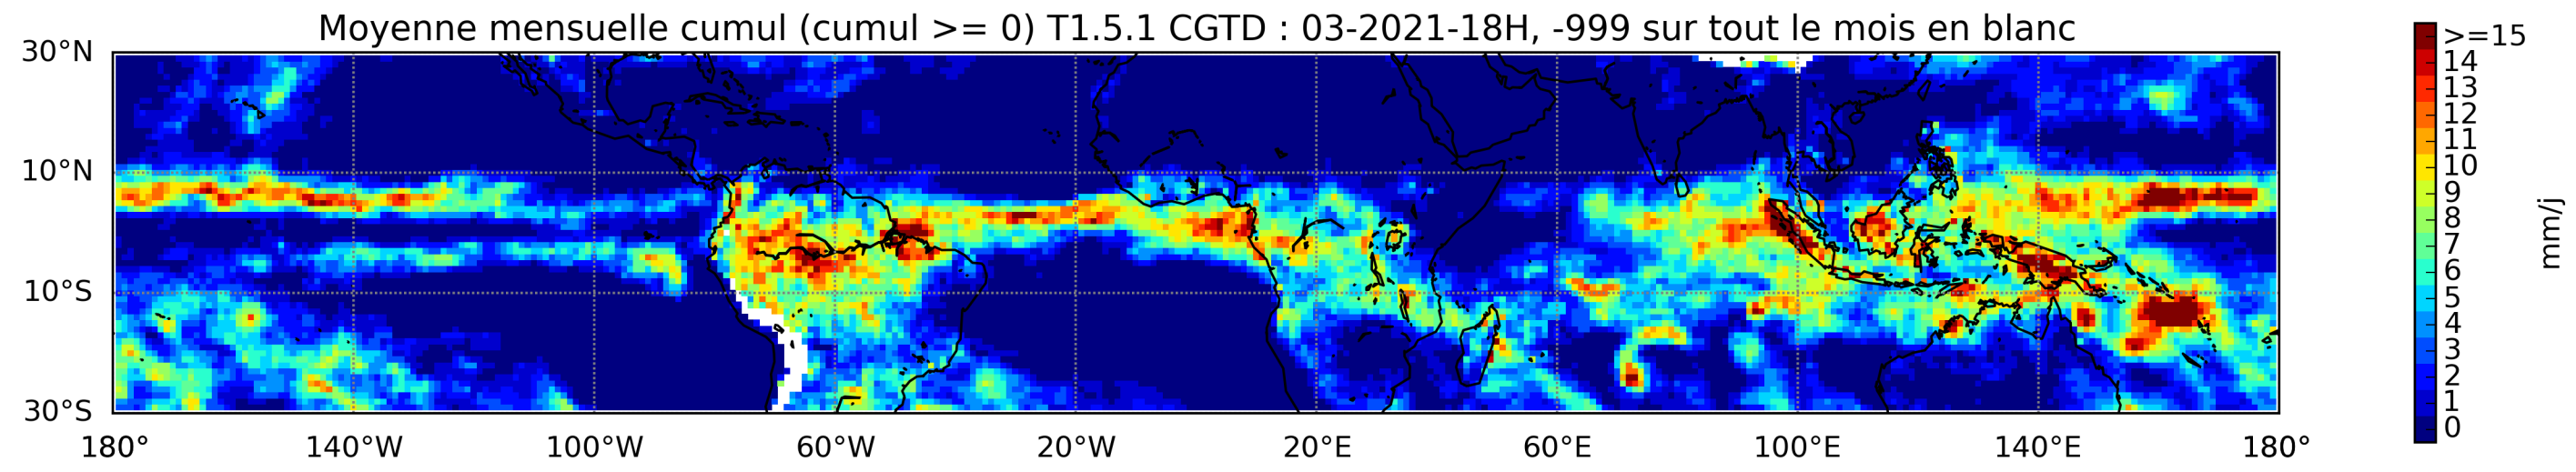 Moyenne mensuelle cumul (cumul >= 0) T1.5.1 CGTD : 03-2021-18H, -999 sur tout le mois en blanc
30°N
10°N
10°S
30°S
180° 140°W 100°W 60°W 20°W 20°E 60°E 100°E 140°E 180°
>=15
14
13
12
11
10
9
8
7
6
5
4
3
2
1
0
mm/j